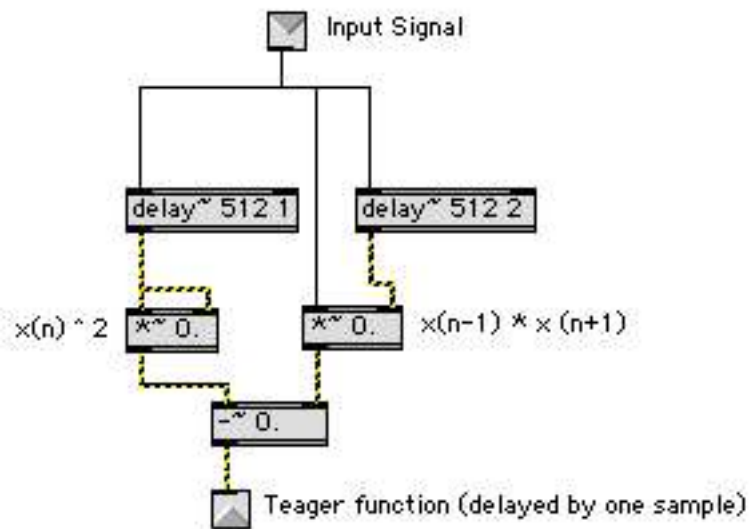 Input Signal
delay~ 512 1
delay~ 512 2
x(n) ^ 2
*~ 0.
*~ 0.
x(n-1) * x (n+1)
-~ 0.
Teager function (delayed by one sample)